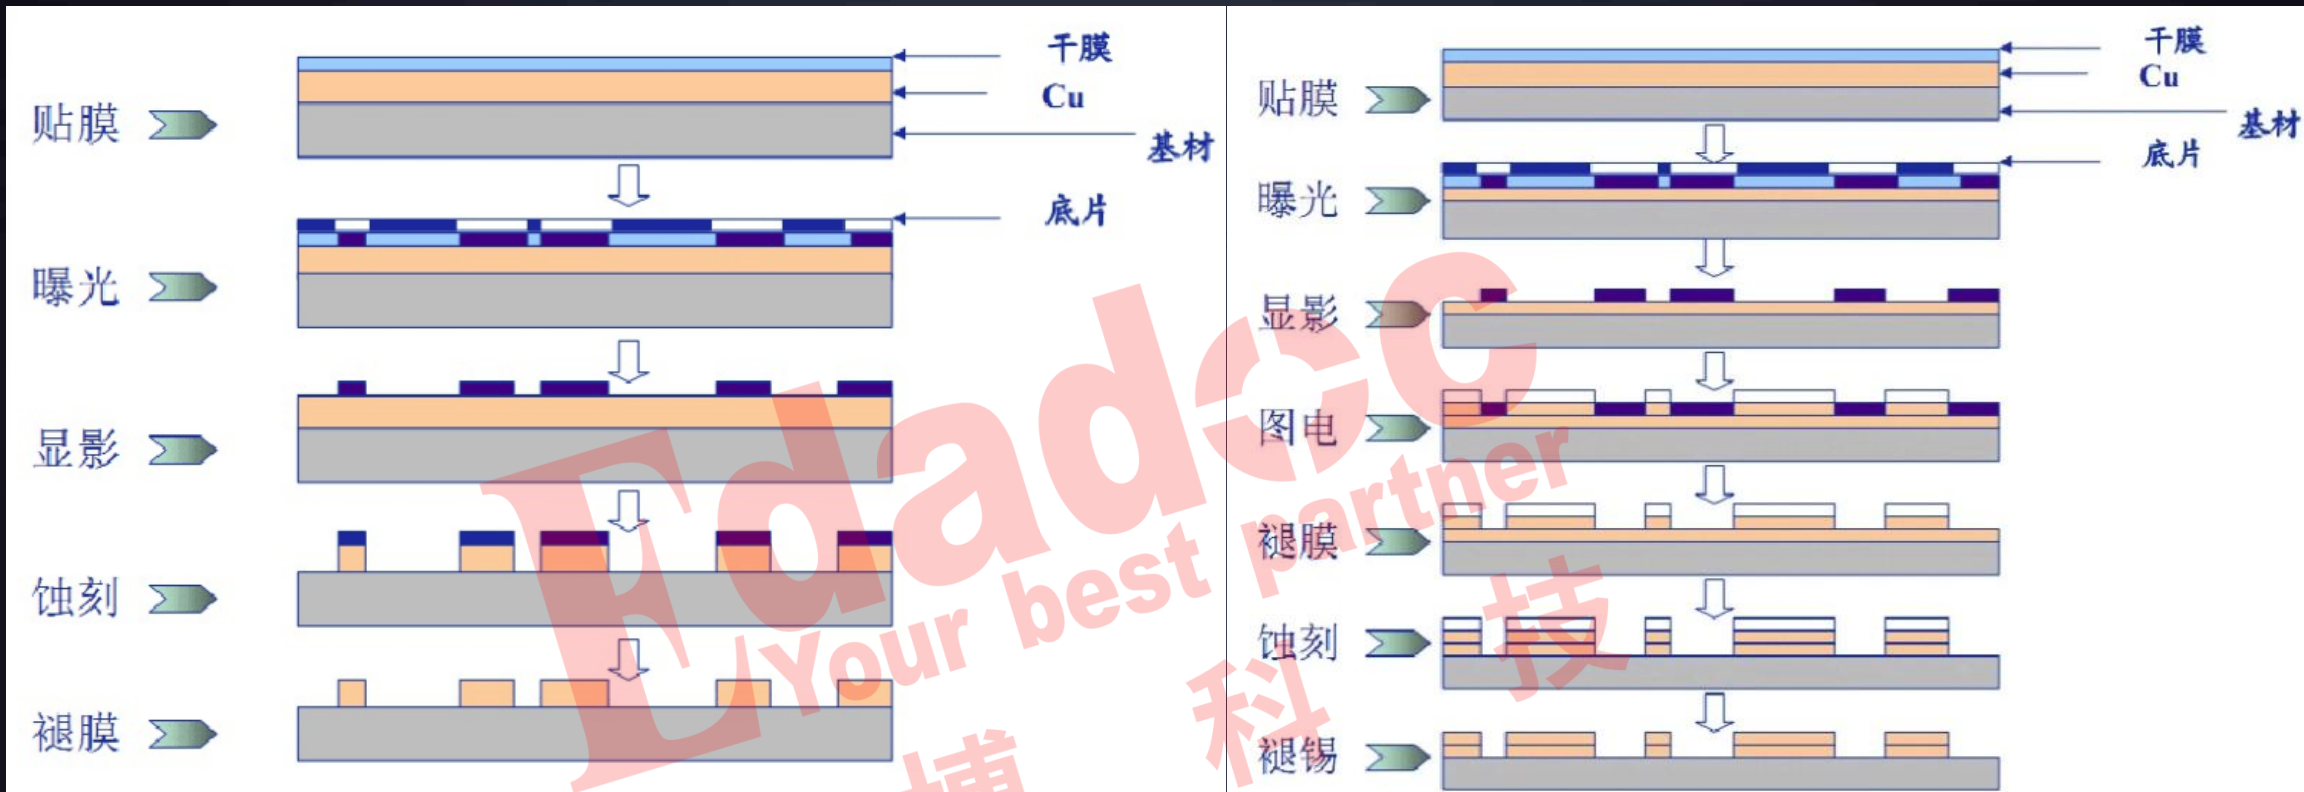 干膜
Cu
贴膜
基材
底片
曝光
显影
蚀刻
褪膜
干膜
Cu
贴膜
基材
底片
曝光
显影
图电
褪膜
蚀刻
褪锡
Edadoc
Your best partner
博 科 技